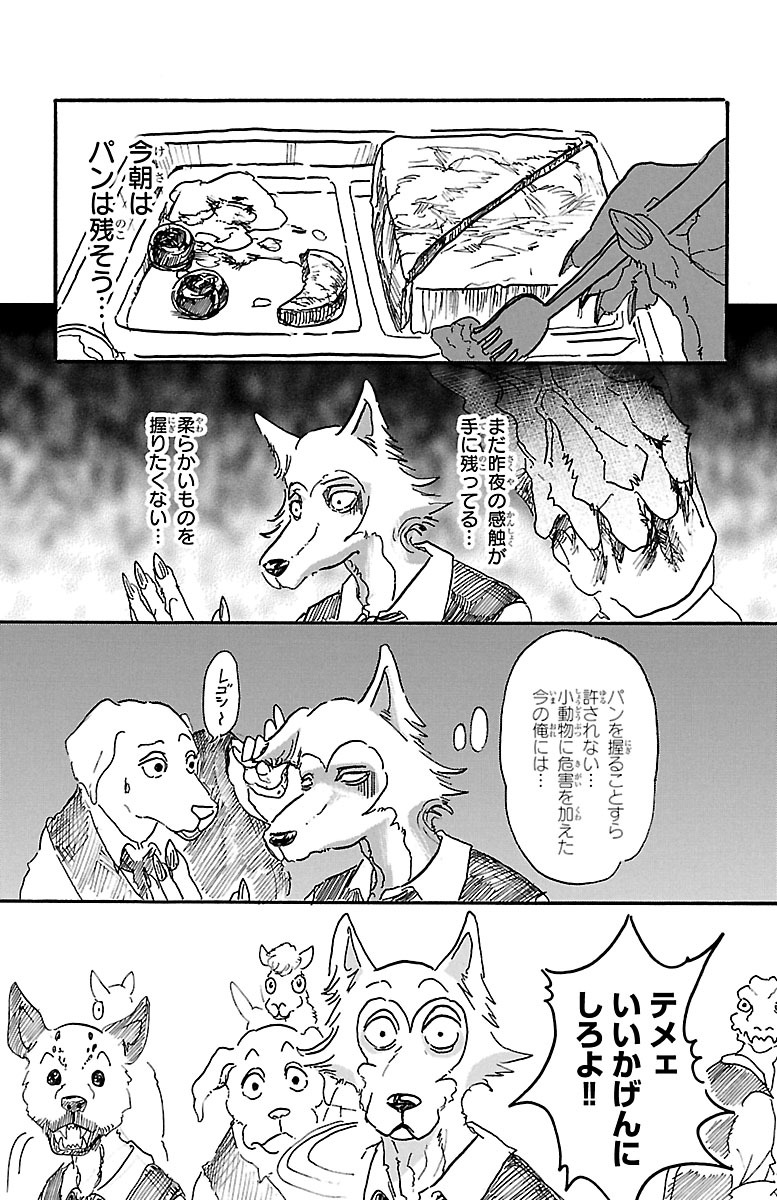 今朝は
パンは残そう…
まだ昨夜の感触が
手に残ってる…
柔らかいものを
握りたくない…
パンを握ることすら
許されない…
小動物に危害を加えた
今の俺には…
レゴシ〜
テメェ
いいかげんに
しろよ!!